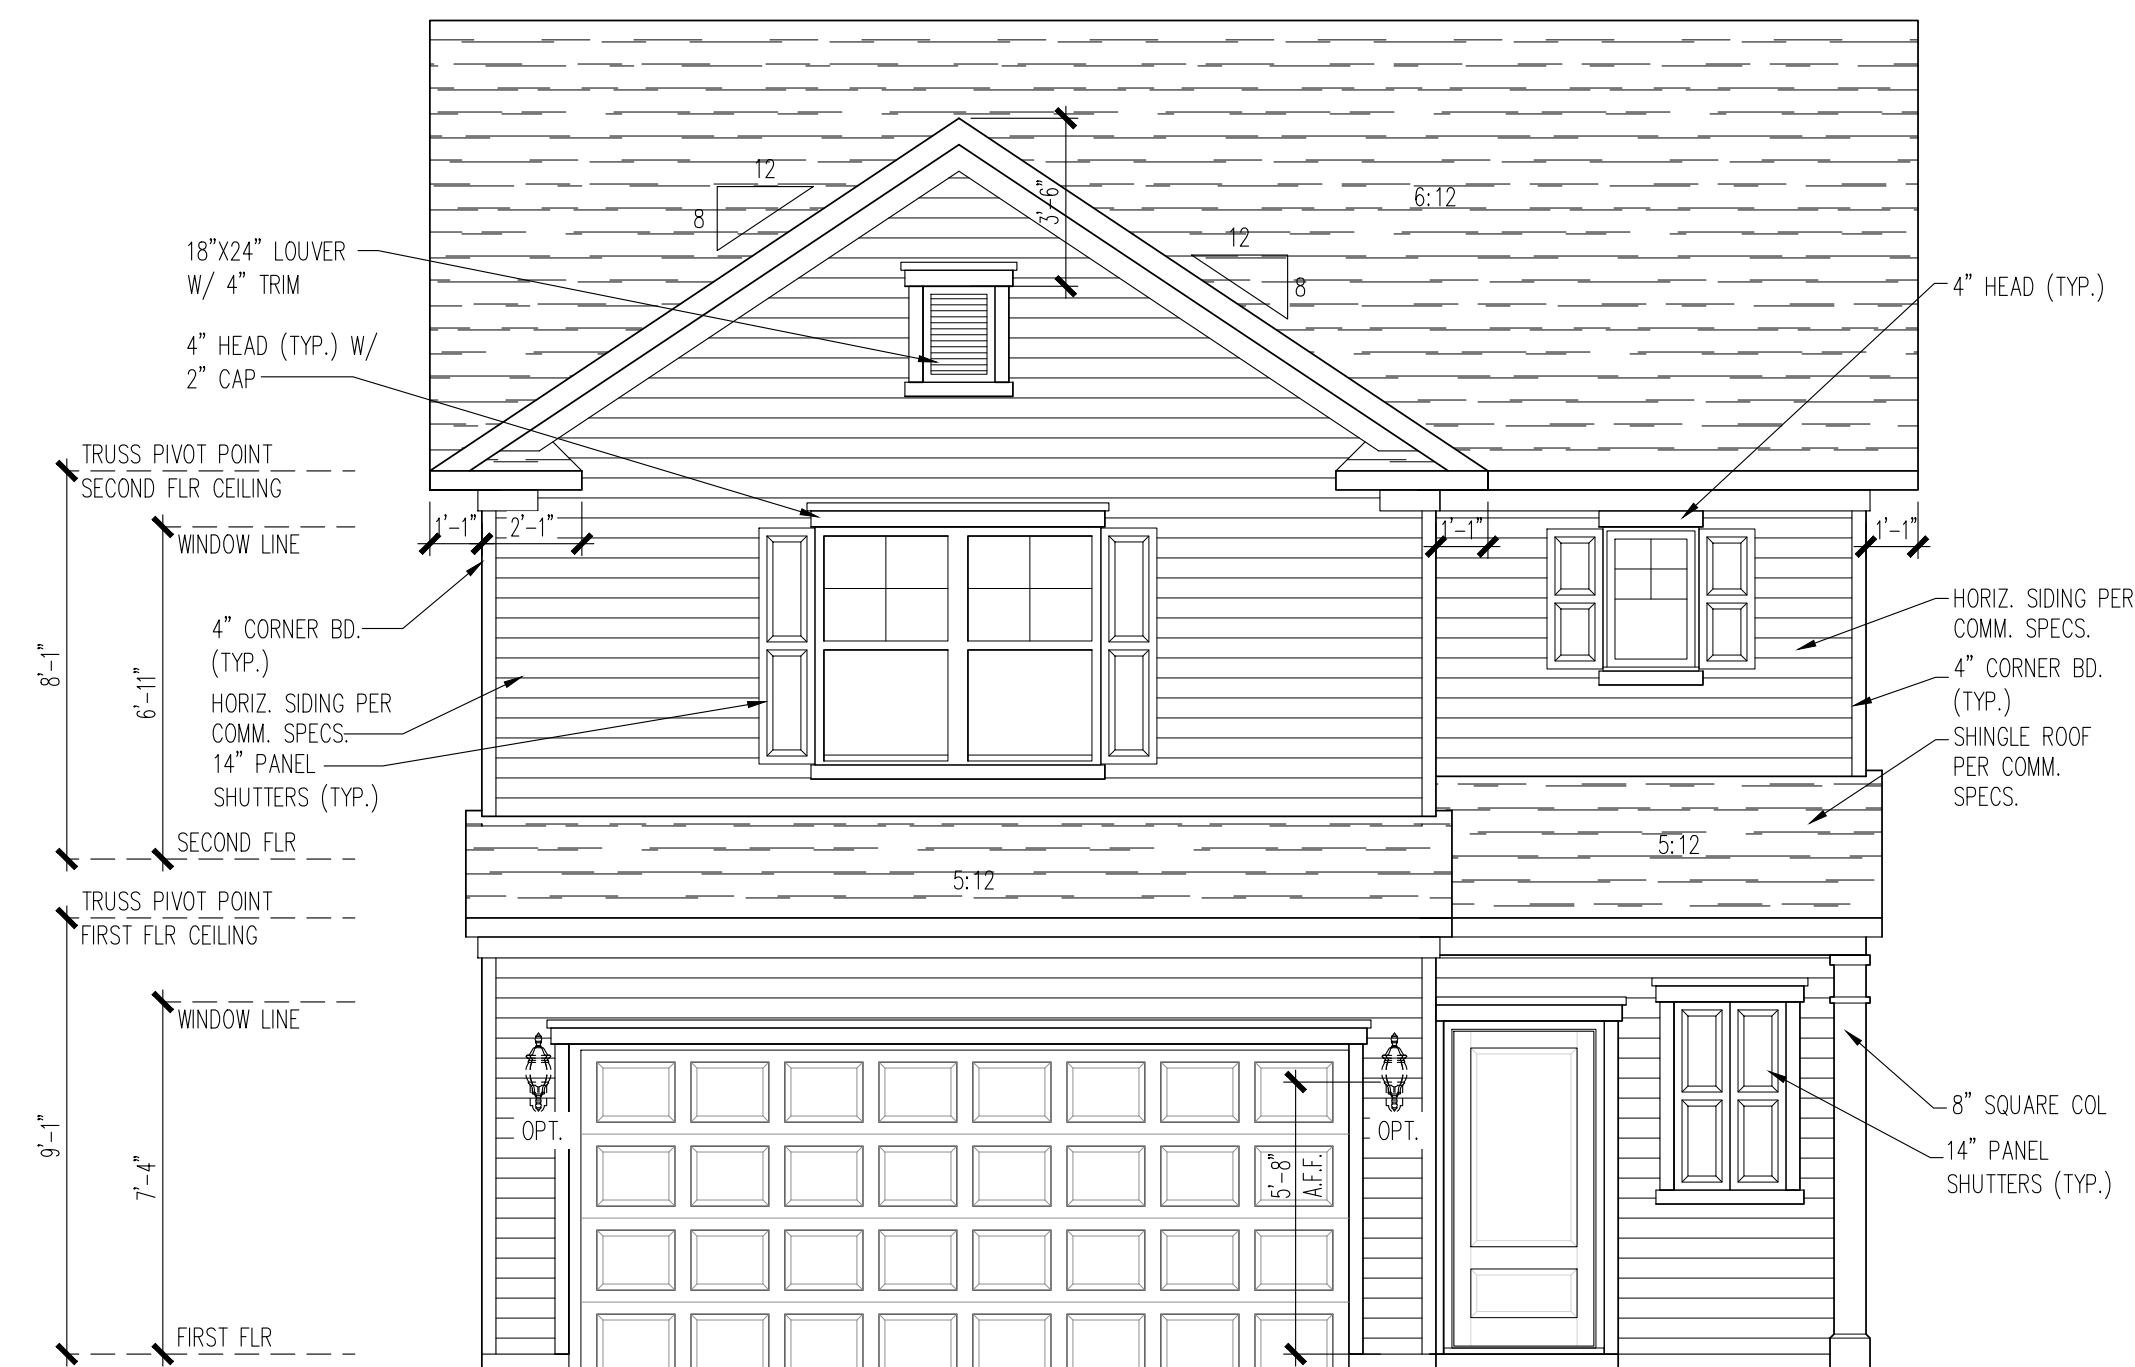 12
8
3'-6"
6:12
12
8
18"X24" LOUVER
W/ 4" TRIM
4" HEAD (TYP.) W/
2" CAP
4" HEAD (TYP.)
TRUSS PIVOT POINT
SECOND FLR CEILING
WINDOW LINE
1'-1"
2'-1"
1'-1"
1'-1"
8'-1"
6'-11"
4" CORNER BD.
(TYP.)
HORIZ. SIDING PER
COMM. SPECS.
14" PANEL
SHUTTERS (TYP.)
HORIZ. SIDING PER
COMM. SPECS.
4" CORNER BD.
(TYP.)
SHINGLE ROOF
PER COMM.
SPECS.
SECOND FLR
5:12
5:12
TRUSS PIVOT POINT
FIRST FLR CEILING
WINDOW LINE
9'-1"
7'-4"
OPT.
OPT.
5'-8"
A.F.F.
8" SQUARE COL
14" PANEL
SHUTTERS (TYP.)
FIRST FLR